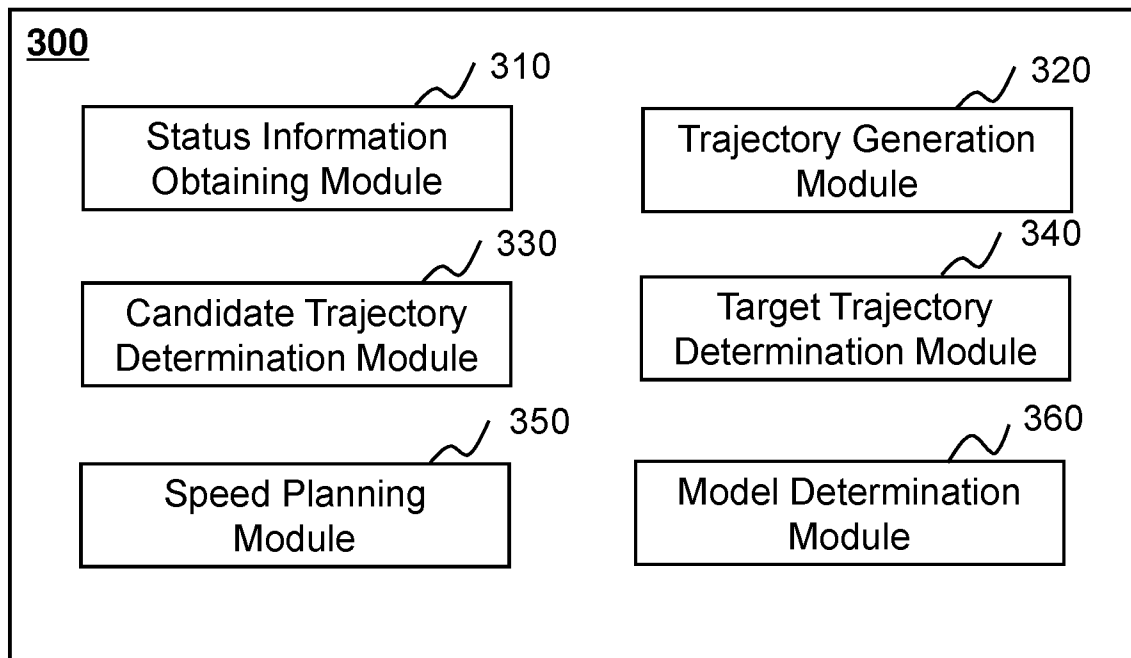 300
310
Status Information
Obtaining Module
320
Trajectory Generation
Module
330
Candidate Trajectory
Determination Module
340
Target Trajectory
Determination Module
350
Speed Planning
Module
360
Model Determination
Module